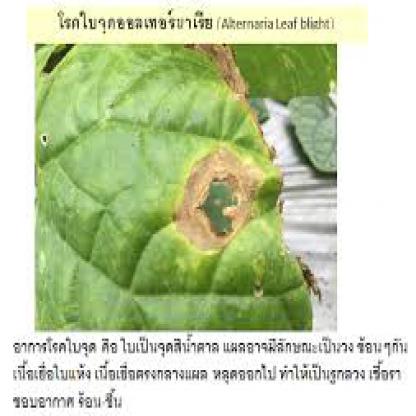 โรคใบจุดออลเทอร์นาเรีย (Alternaria Leaf blight)
อาการโรคใบจุด คือ ใบเป็นจุดสีน้ำตาล แผลอาจมีลักษณะเป็นวง ซ้อนๆกัน
เนื้อเยื่อใบแห้ง เนื้อเยื่อตรงกลางแผล หลุดออกไป ทำให้เป็นรูกลวง เชื้อรา
ชอบอากาศ ร้อน ชื้น